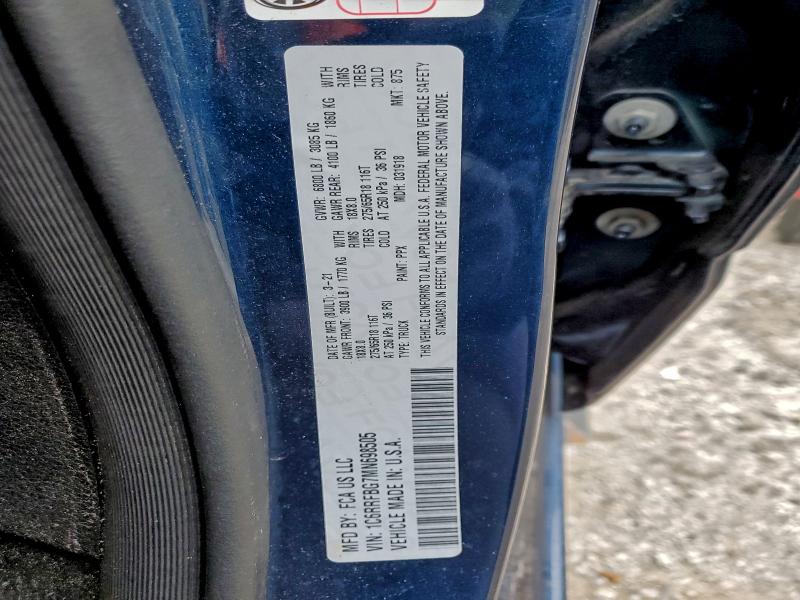 MFD BY: FCA US LLC
DATE OF MFR (BUILT): 3-21
GVWR: 6800 LB / 3085 KG
GAWR FRONT: 3900 LB / 1770 KG WITH
GAWR REAR: 4100 LB / 1860 KG WITH
18X8.0 RIMS
18X8.0 RIMS
275/65R18 116T TIRES
275/65R18 116T TIRES
AT 250 kPa / 36 PSI COLD
AT 250 kPa / 36 PSI COLD
VIN: 1C6RRFBG7MN698505
TYPE: TRUCK
PAINT: PPX
MDH: 031918
MKT: 875
VEHICLE MADE IN: U.S.A.
THIS VEHICLE CONFORMS TO ALL APPLICABLE U.S.A. FEDERAL MOTOR VEHICLE SAFETY
STANDARDS IN EFFECT ON THE DATE OF MANUFACTURE SHOWN ABOVE.